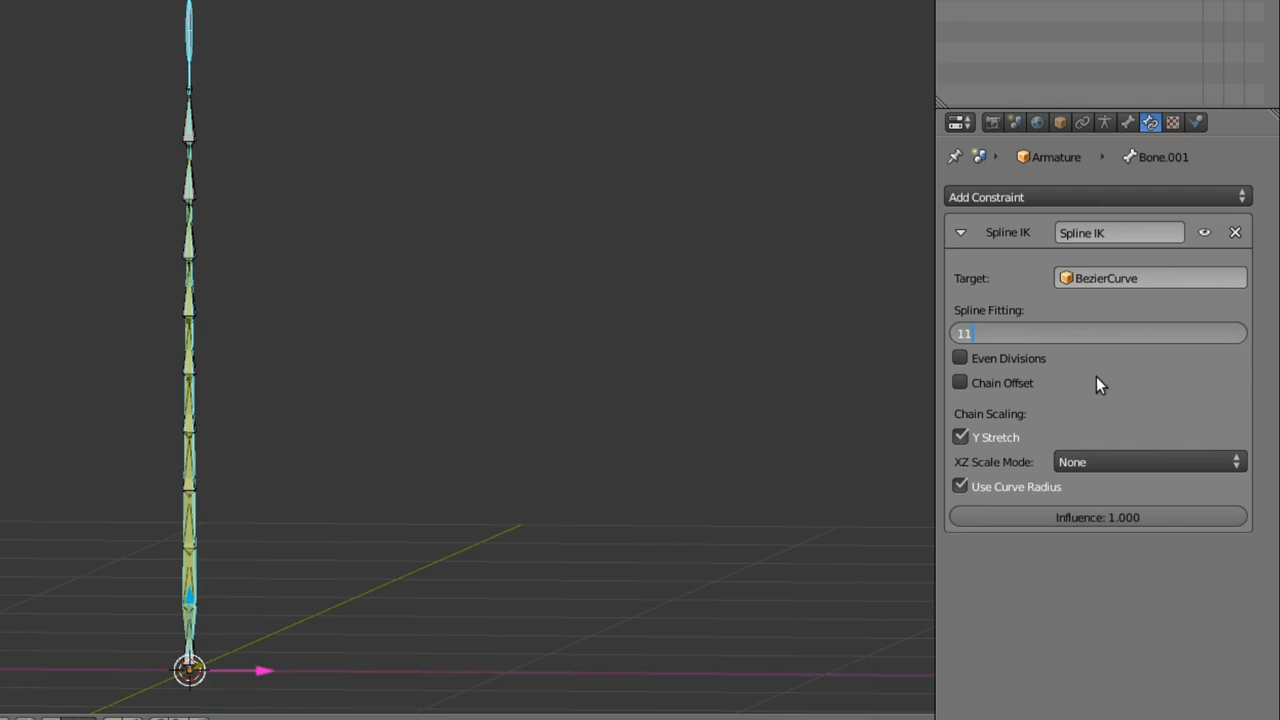 Armature
Bone.001
Add Constraint
Spline IK
Spline IK
Target:
BezierCurve
Spline Fitting:
11
Even Divisions
Chain Offset
Chain Scaling:
Y Stretch
XZ Scale Mode:
None
Use Curve Radius
Influence: 1.000